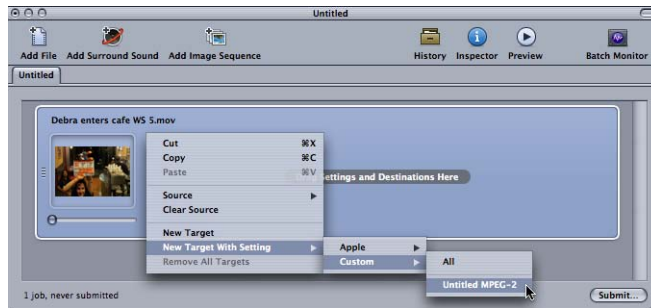 Untitled
Add File Add Surround Sound Add Image Sequence History Inspector Preview Batch Monitor
Untitled
Debra enters cafe WS 5.mov
Cut ⌘X
Copy ⌘C
Paste ⌘V
Settings and Destinations Here
Source
Clear Source
New Target
New Target With Setting Apple
Remove All Targets Custom All
Untitled MPEG-2
1 job, never submitted Submit...